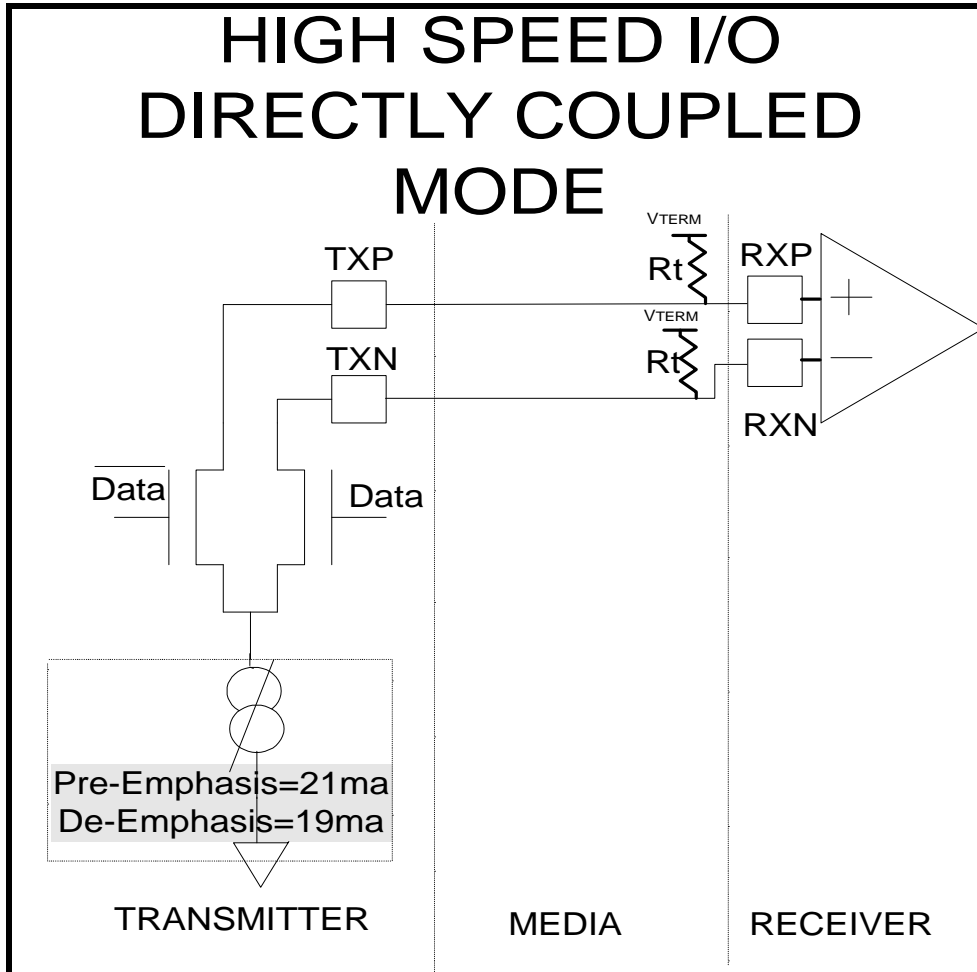 HIGH SPEED I/O
DIRECTLY COUPLED
MODE
VTERM
TXP
Rt
RXP
VTERM
TXN
Rt
RXN
+
—
Data
Data
Pre-Emphasis=21ma
De-Emphasis=19ma
TRANSMITTER
MEDIA
RECEIVER